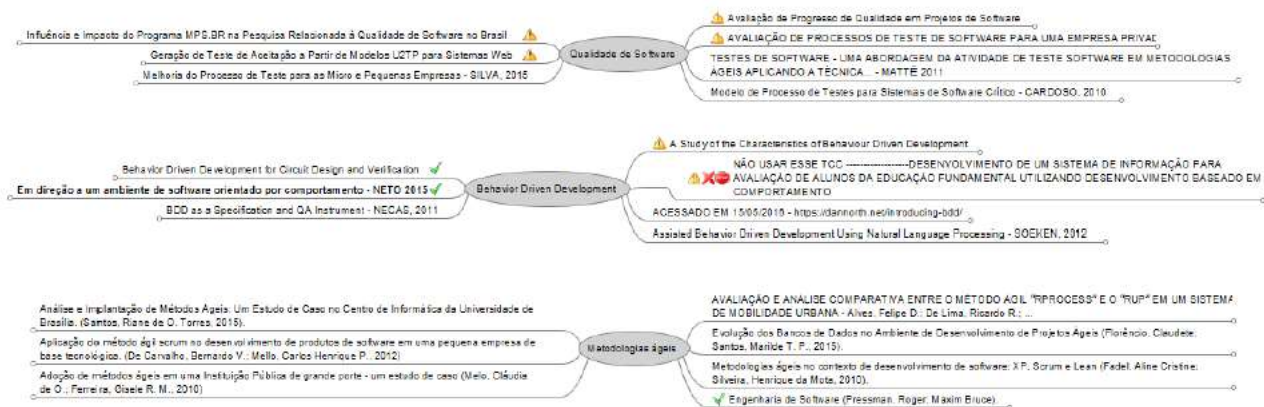 Influência e Impacto do Programa MPS.BR na Pesquisa Relacionada à Qualidade de Software no Brasil
Geração de Teste de Aceitação a Partir de Modelos U2TP para Sistemas Web
Melhoria do Processo de Teste para as Micro e Pequenas Empresas - SILVA, 2015
Qualidade de Software
Avaliação de Progresso de Qualidade em Projetos de Software
AVALIAÇÃO DE PROCESSOS DE TESTE DE SOFTWARE PARA UMA EMPRESA PRIVAD
TESTES DE SOFTWARE - UMA ABORDAGEM DA ATIVIDADE DE TESTE SOFTWARE EM METODOLOGIAS
ÁGEIS APLICANDO A TÉCNICA... - MATTÉ 2011
Modelo de Processo de Testes para Sistemas de Software Crítico - CARDOSO, 2010
Behavior Driven Development for Circuit Design and Verification
Em direção a um ambiente de software orientado por comportamento - NETO 2015
BDD as a Specification and QA Instrument - NECAS, 2011
Behavior Driven Development
A Study of the Characteristics of Behaviour Driven Development
NÃO USAR ESSE TCC ------------------DESENVOLVIMENTO DE UM SISTEMA DE INFORMAÇÃO PARA
AVALIAÇÃO DE ALUNOS DA EDUCAÇÃO FUNDAMENTAL UTILIZANDO DESENVOLVIMENTO BASEADO EM
COMPORTAMENTO
ACESSADO EM 15/05/2016 - https://dannorth.net/introducing-bdd/
Assisted Behavior Driven Development Using Natural Language Processing - SOEKEN, 2012
Análise e Implantação de Métodos Ágeis: Um Estudo de Caso no Centro de Informática da Universidade de
Brasília. (Santos, Riane de O. Torres, 2015).
Aplicação do método ágil scrum no desenvolvimento de produtos de software em uma pequena empresa de
base tecnológica. (De Carvalho, Bernardo V.; Mello, Carlos Henrique P., 2012)
Adoção de métodos ágeis em uma Instituição Pública de grande porte - um estudo de caso (Melo, Cláudia
de O.; Ferreira, Gisele R. M., 2010)
Metodologias ágeis
AVALIAÇÃO E ANÁLISE COMPARATIVA ENTRE O MÉTODO ÁGIL "RPROCESS" E O "RUP" EM UM SISTEMA
DE MOBILIDADE URBANA - Alves, Felipe D.; De Lima, Ricardo R.; ...
Evolução dos Bancos de Dados no Ambiente de Desenvolvimento de Projetos Ágeis (Florêncio, Claudete;
Santos, Marilde T. P., 2015).
Metodologias ágeis no contexto de desenvolvimento de software: XP, Scrum e Lean (Fadel, Aline Cristine;
Silveira, Henrique da Mota, 2010).
Engenharia de Software (Pressman, Roger; Maxim Bruce).